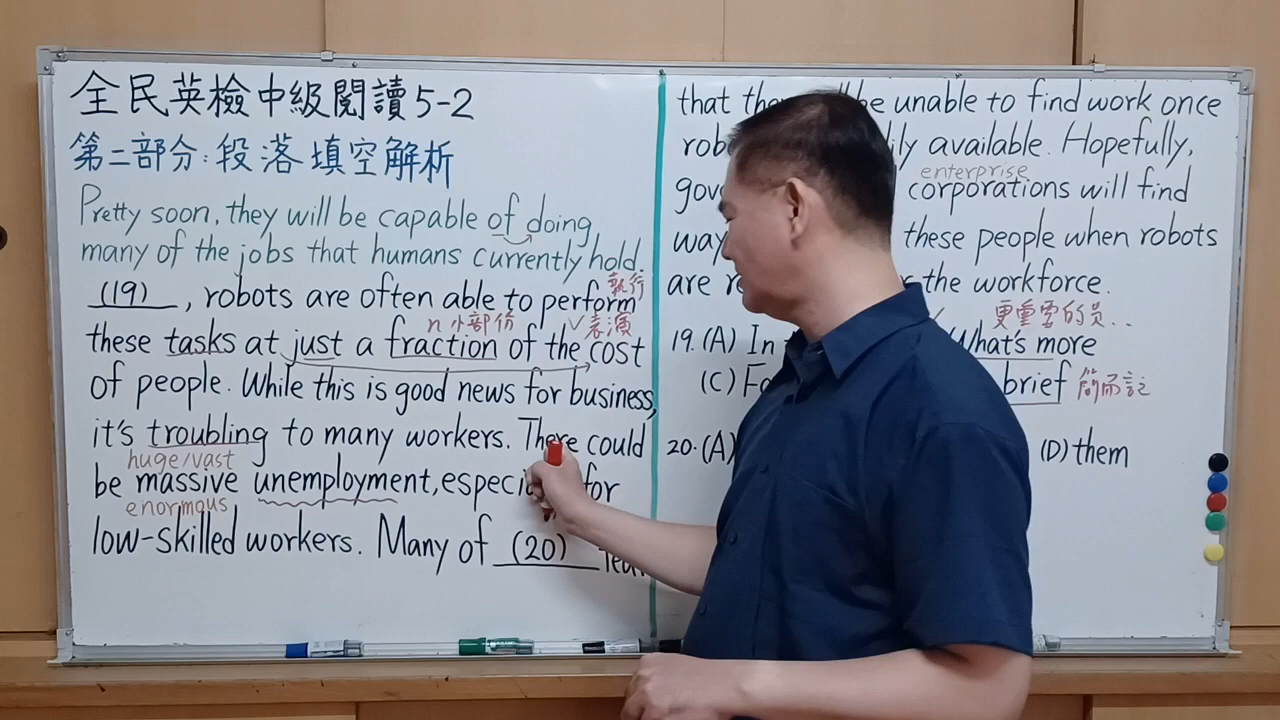 全民英檢中級閱讀5-2
第二部分:段落填空解析
Pretty soon, they will be capable of doing
many of the jobs that humans currently hold.
(19), robots are often able to perform
執行
n 小部份
v 表演
these tasks at just a fraction of the cost
of people. While this is good news for business,
it's troubling to many workers. There could
huge/vast
be massive unemployment, especi for
enormous
low-skilled workers. Many of (20)
that be unable to find work once
rob ily available. Hopefully,
enterprise
gov corporations will find
way these people when robots
are r the workforce.
更重要的是..
19. (A) In What's more
(C) Fo brief 簡而言之
20. (A) (D) them